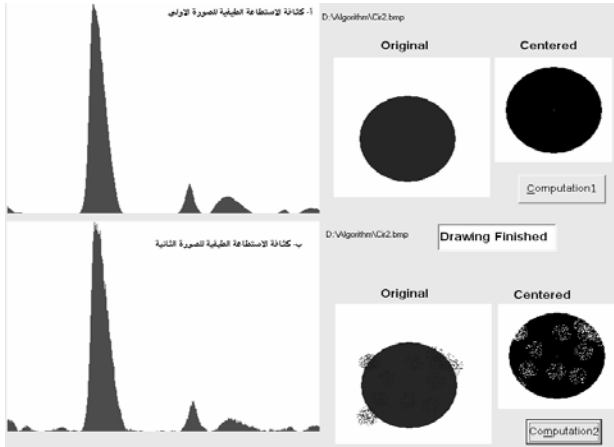 أ- كثافة الاستطاعة الطيفية للصورة الاولى
D:\Algorithm\Cir2.bmp
Original
Centered
Computation1
ب- كثافة الاستطاعة الطيفية للصورة الثانية
D:\Algorithm\Cir2.bmp
Drawing Finished
Original
Centered
Computation2